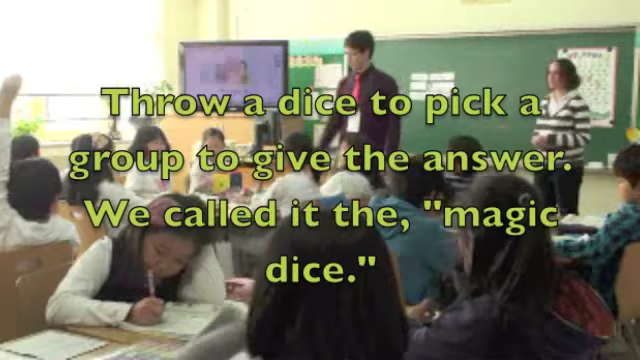 Throw a dice to pick a
group to give the answer.
We called it the, "magic
dice."